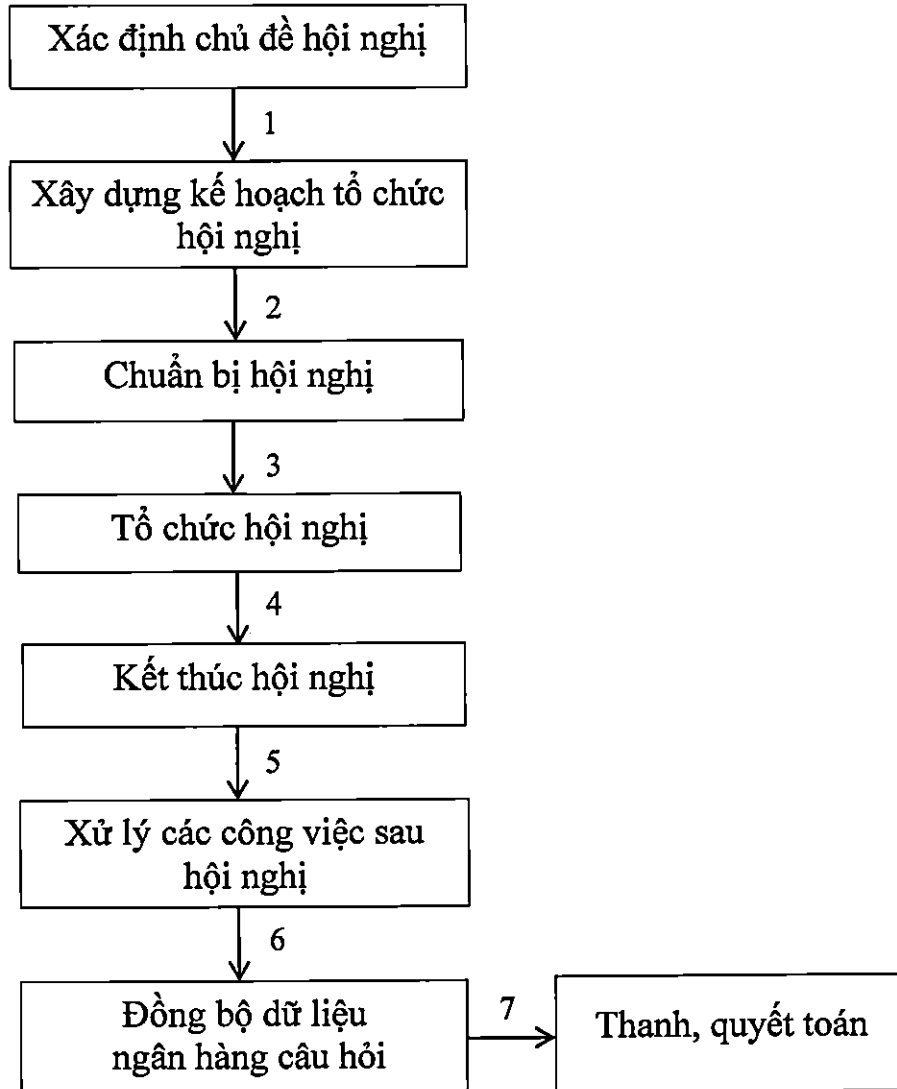 Xác định chủ đề hội nghị
1
Xây dựng kế hoạch tổ chức
hội nghị
2
Chuẩn bị hội nghị
3
Tổ chức hội nghị
4
Kết thúc hội nghị
5
Xử lý các công việc sau
hội nghị
6
Đồng bộ dữ liệu
ngân hàng câu hỏi
7
Thanh, quyết toán